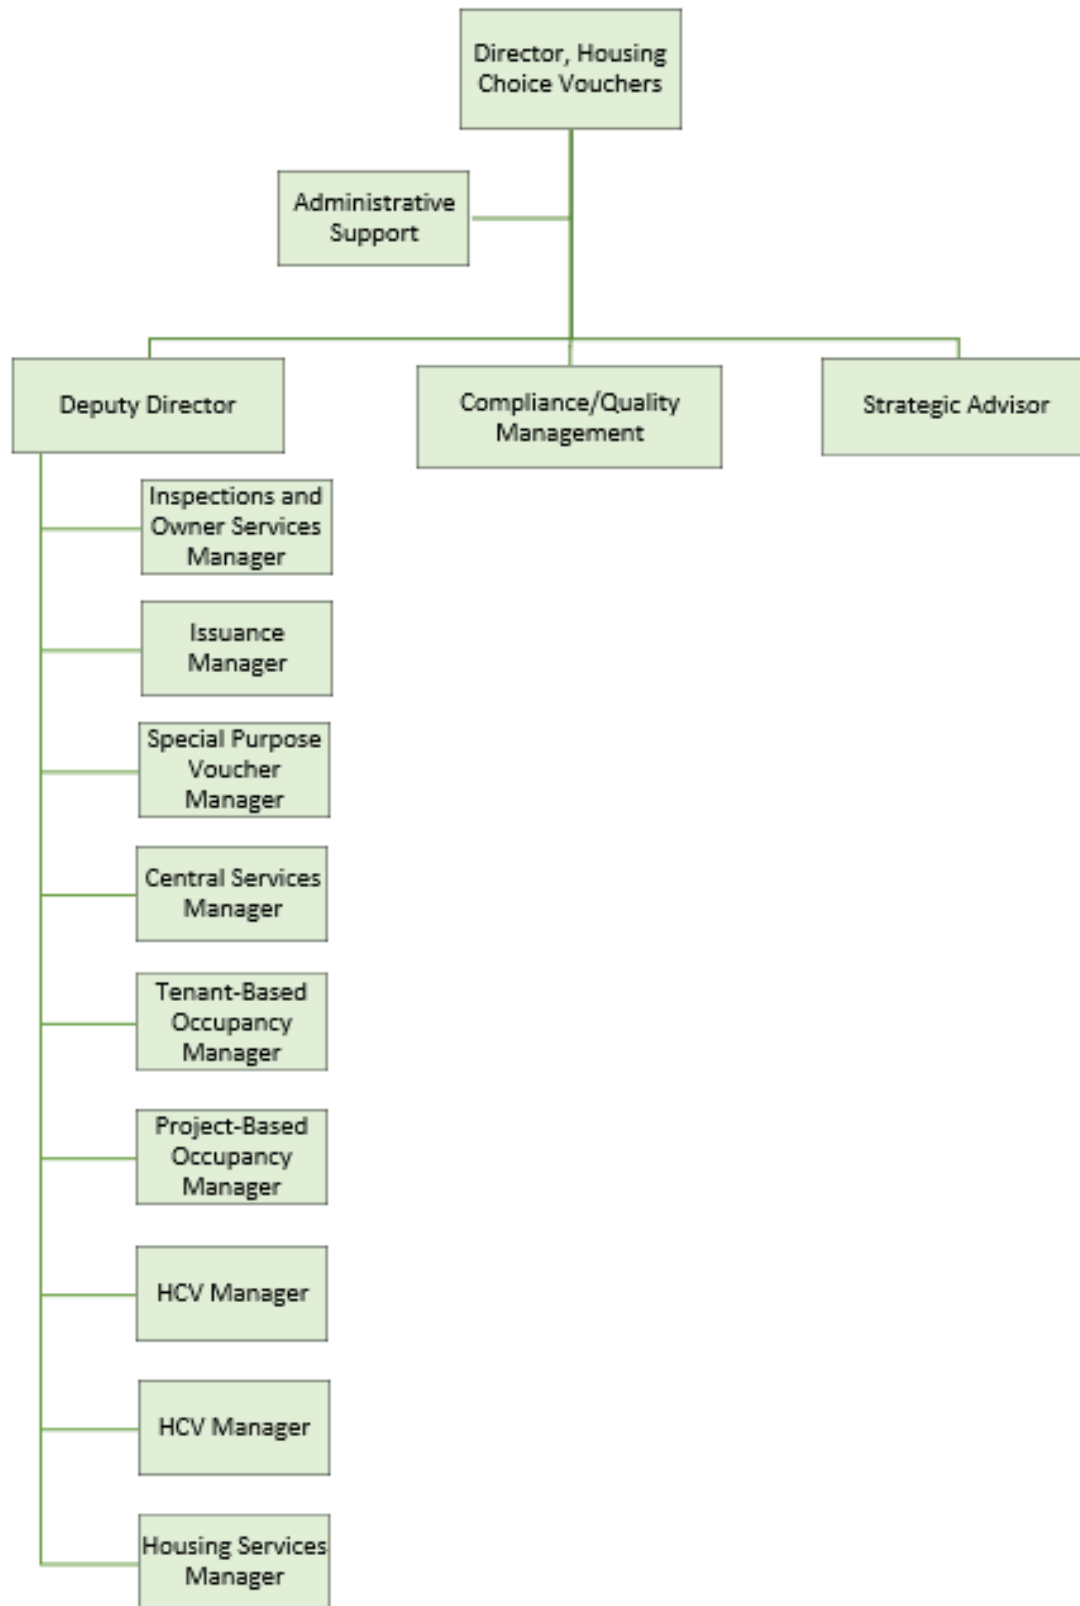 Director, Housing
Choice Vouchers
Administrative
Support
Deputy Director
Compliance/Quality
Management
Strategic Advisor
Inspections and
Owner Services
Manager
Issuance
Manager
Special Purpose
Voucher
Manager
Central Services
Manager
Tenant-Based
Occupancy
Manager
Project-Based
Occupancy
Manager
HCV Manager
HCV Manager
Housing Services
Manager